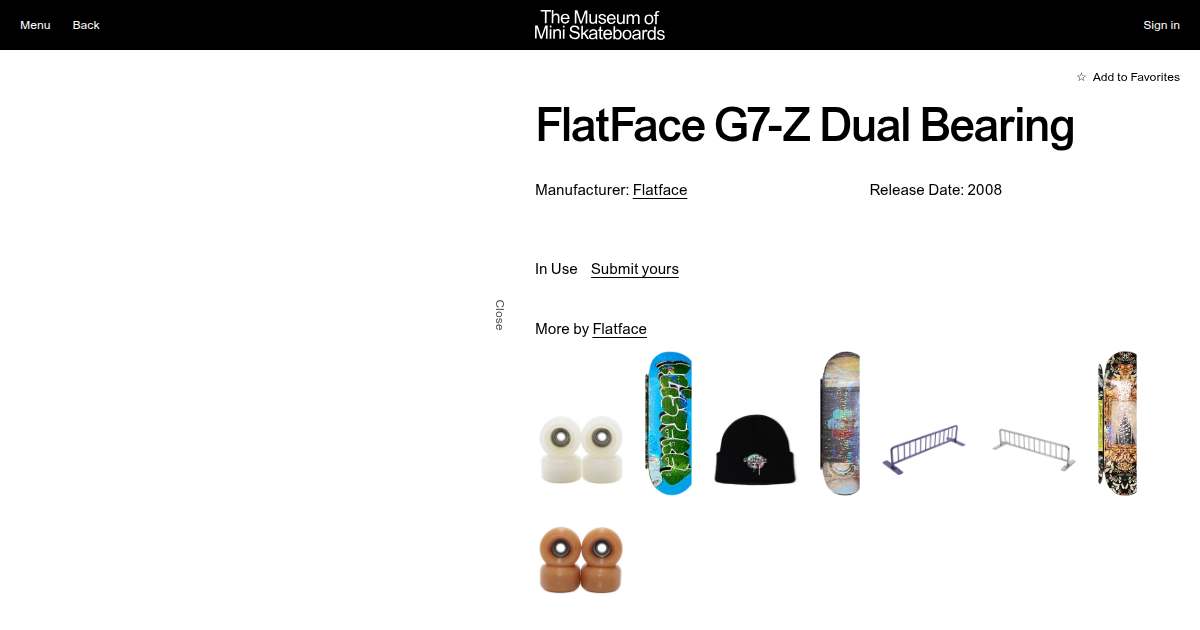 Menu
Back
The Museum of
Mini Skateboards
Sign in
☆ Add to Favorites
FlatFace G7-Z Dual Bearing
Manufacturer: Flatface
Release Date: 2008
In Use Submit yours
Close
More by Flatface